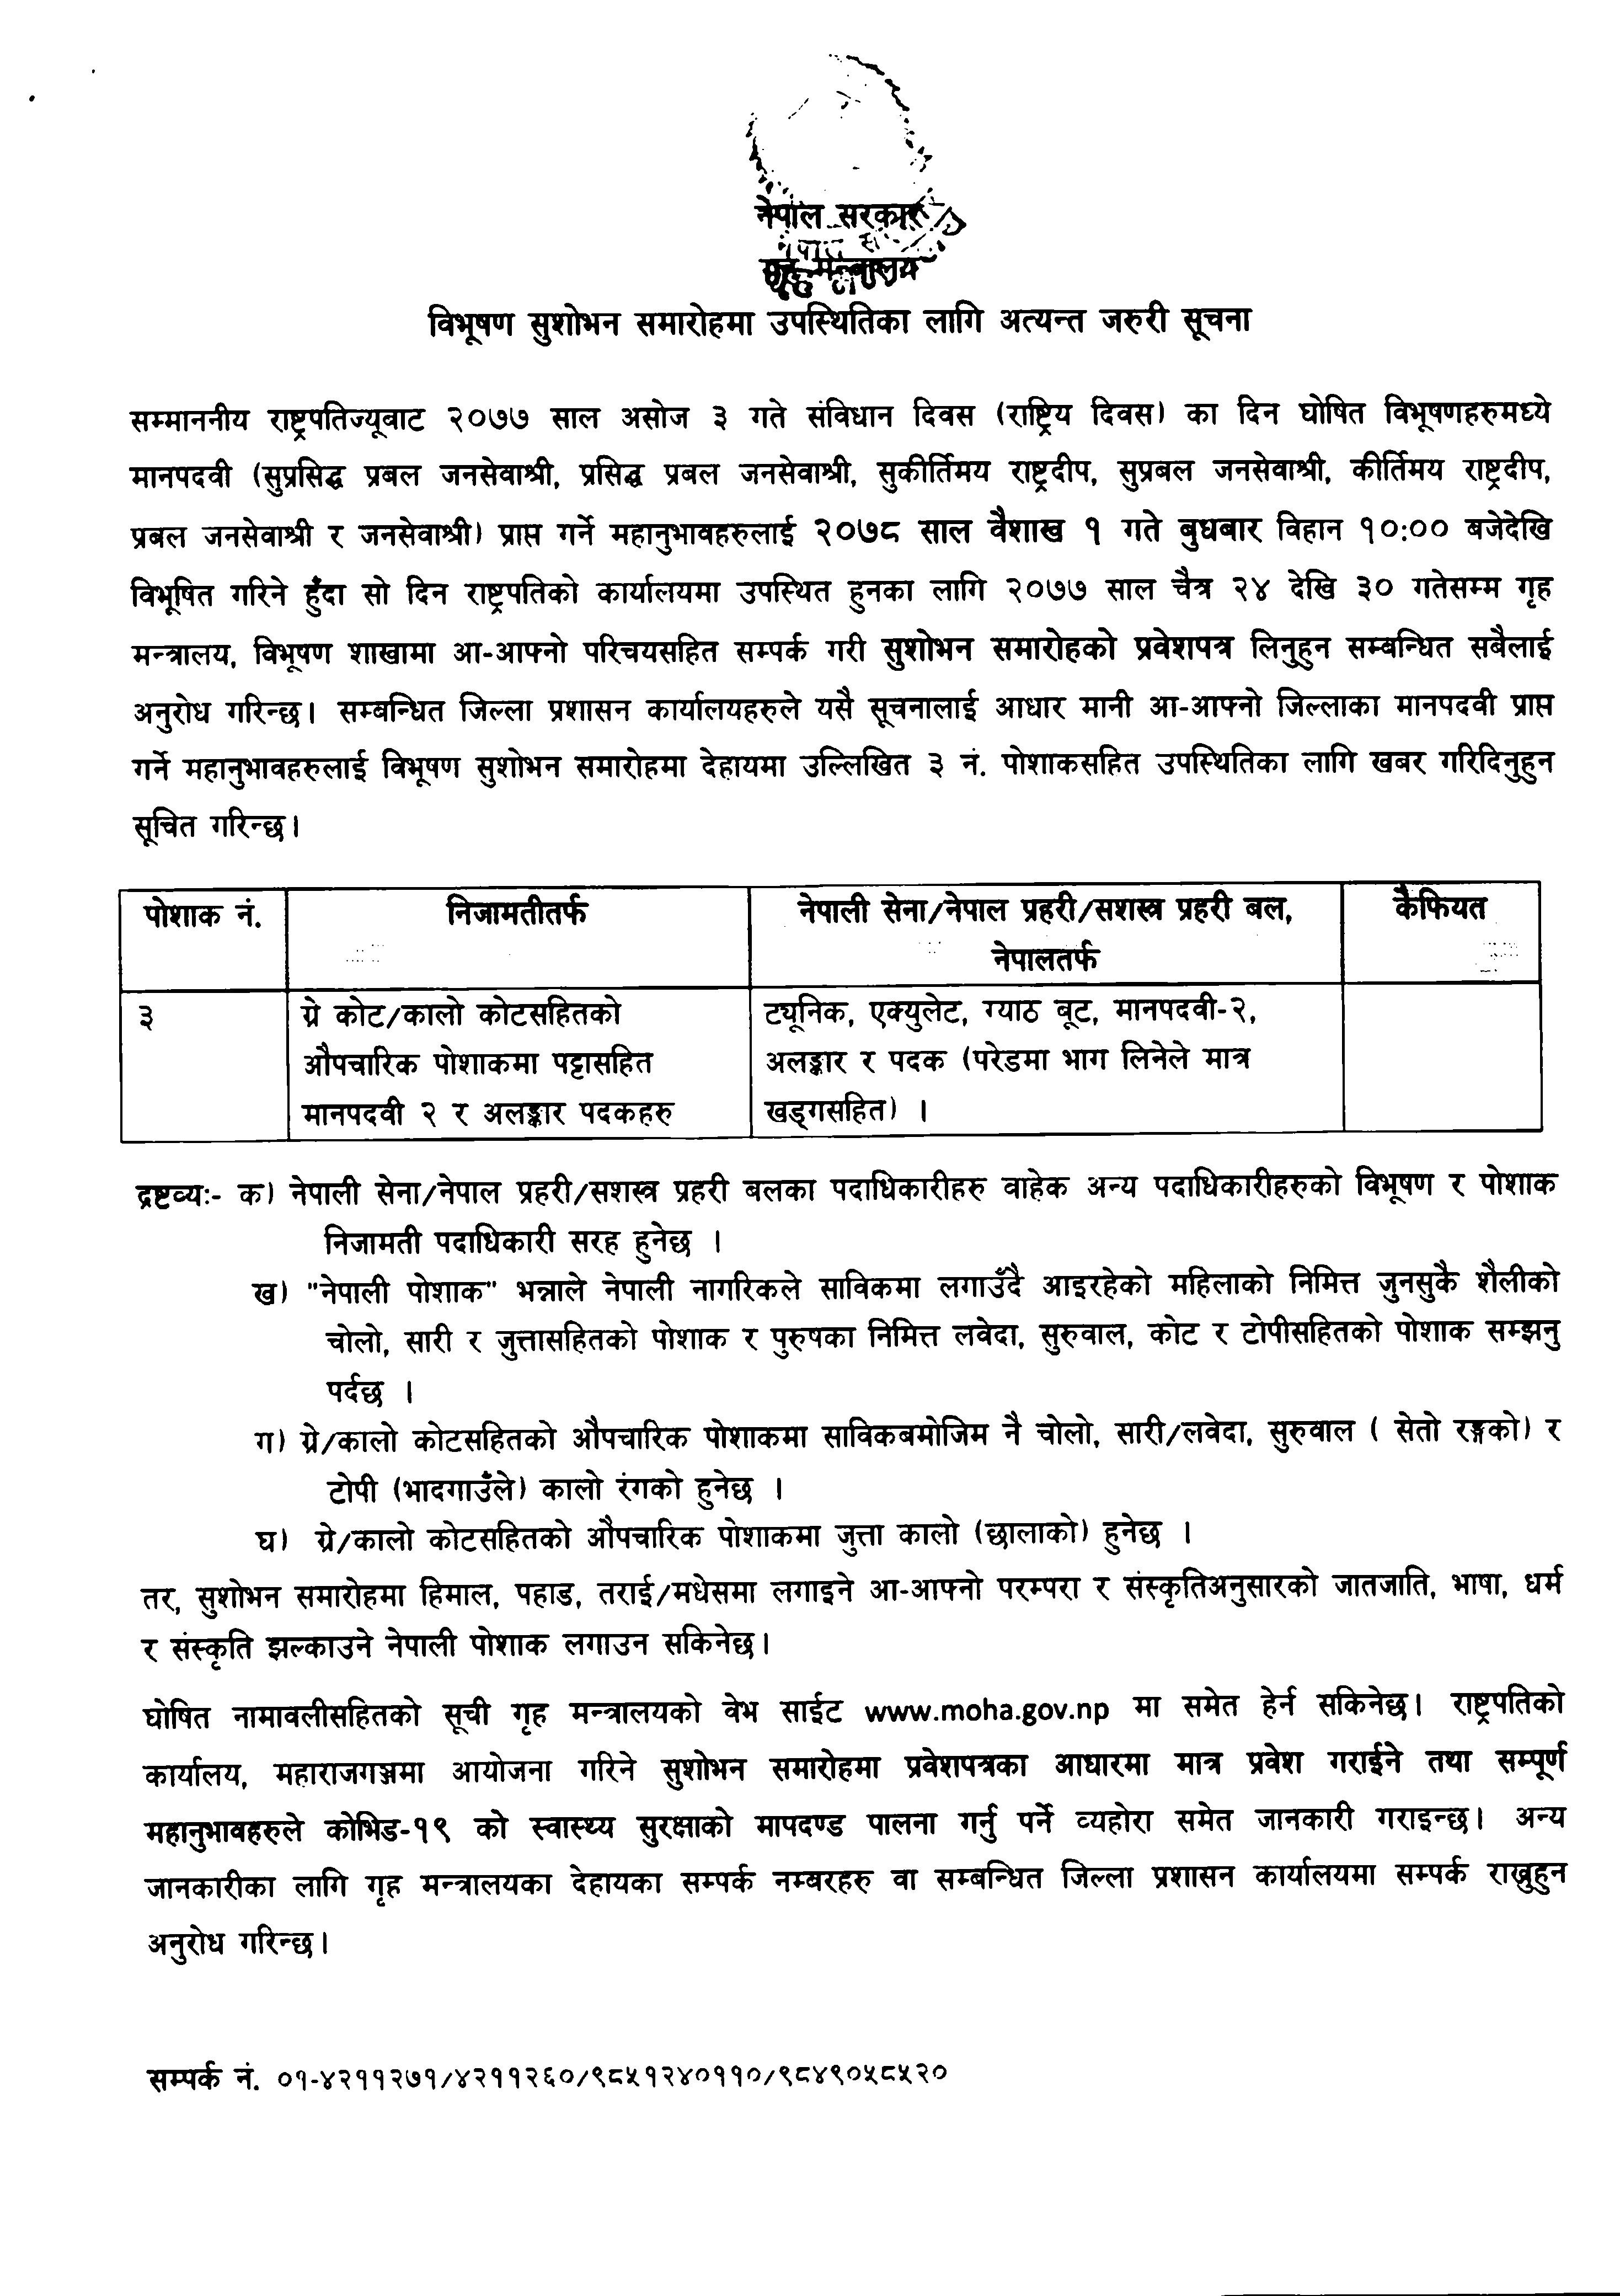 नेपाल सरकार
गृह मन्त्रालय
विभूषण सुशोभन समारोहमा उपस्थितिका लागि अत्यन्त जरुरी सूचना
सम्माननीय राष्ट्रपतिज्यूबाट २०७७ साल असोज ३ गते संविधान दिवस (राष्ट्रिय दिवस) का दिन घोषित विभूषणहरुमध्ये
मानपदवी (सुप्रसिद्ध प्रबल जनसेवाश्री, प्रसिद्ध प्रबल जनसेवाश्री, सुकीर्तिमय राष्ट्रदीप, सुप्रबल जनसेवाश्री, कीर्तिमय राष्ट्रदीप,
प्रबल जनसेवाश्री र जनसेवाश्री) प्राप्त गर्ने महानुभावहरुलाई २०७८ साल वैशाख १ गते बुधबार विहान १०:०० बजेदेखि
विभूषित गरिने हुँदा सो दिन राष्ट्रपतिको कार्यालयमा उपस्थित हुनका लागि २०७७ साल चैत्र २४ देखि ३० गतेसम्म गृह
मन्त्रालय, विभूषण शाखामा आ-आफ्नो परिचयसहित सम्पर्क गरी सुशोभन समारोहको प्रवेशपत्र लिनुहुन सम्बन्धित सबैलाई
अनुरोध गरिन्छ। सम्बन्धित जिल्ला प्रशासन कार्यालयहरुले यसै सूचनालाई आधार मानी आ-आफ्नो जिल्लाका मानपदवी प्राप्त
गर्ने महानुभावहरुलाई विभूषण सुशोभन समारोहमा देहायमा उल्लिखित ३ नं. पोशाकसहित उपस्थितिका लागि खबर गरिदिनुहुन
सूचित गरिन्छ।
पोशाक नं. निजामतीतर्फ नेपाली सेना/नेपाल प्रहरी/सशस्त्र प्रहरी बल, कैफियत
नेपालतर्फ
३ ग्रे कोट/कालो कोटसहितको ट्यूनिक, एक्युलेट, ग्याठ बूट, मानपदवी-२,
औपचारिक पोशाकमा पट्टासहित अलङ्कार र पदक (परेडमा भाग लिनेले मात्र
मानपदवी २ र अलङ्कार पदकहरु खड्गसहित) ।
द्रष्टव्यः- क) नेपाली सेना/नेपाल प्रहरी/सशस्त्र प्रहरी बलका पदाधिकारीहरु वाहेक अन्य पदाधिकारीहरुको विभूषण र पोशाक
निजामती पदाधिकारी सरह हुनेछ ।
ख) "नेपाली पोशाक" भन्नाले नेपाली नागरिकले साविकमा लगाउँदै आइरहेको महिलाको निमित्त जुनसुकै शैलीको
चोलो, सारी र जुत्तासहितको पोशाक र पुरुषका निमित्त लवेदा, सुरुवाल, कोट र टोपीसहितको पोशाक सम्झनु
पर्दछ ।
ग) ग्रे/कालो कोटसहितको औपचारिक पोशाकमा साविकबमोजिम नै चोलो, सारी/लवेदा, सुरुवाल ( सेतो रङ्गको) र
टोपी (भादगाउँले) कालो रंगको हुनेछ ।
घ) ग्रे/कालो कोटसहितको औपचारिक पोशाकमा जुत्ता कालो (छालाको) हुनेछ ।
तर, सुशोभन समारोहमा हिमाल, पहाड, तराई/मधेसमा लगाइने आ-आफ्नो परम्परा र संस्कृतिअनुसारको जातजाति, भाषा, धर्म
र संस्कृति झल्काउने नेपाली पोशाक लगाउन सकिनेछ।
घोषित नामावलीसहितको सूची गृह मन्त्रालयको वेभ साईट www.moha.gov.np मा समेत हेर्न सकिनेछ। राष्ट्रपतिको
कार्यालय, महाराजगञ्जमा आयोजना गरिने सुशोभन समारोहमा प्रवेशपत्रका आधारमा मात्र प्रवेश गराईने तथा सम्पूर्ण
महानुभावहरुले कोभिड-१९ को स्वास्थ्य सुरक्षाको मापदण्ड पालना गर्नु पर्ने व्यहोरा समेत जानकारी गराइन्छ। अन्य
जानकारीका लागि गृह मन्त्रालयका देहायका सम्पर्क नम्बरहरु वा सम्बन्धित जिल्ला प्रशासन कार्यालयमा सम्पर्क राख्नुहुन
अनुरोध गरिन्छ।
सम्पर्क नं. ०१-४२११२७१/४२११२६०/९८५१२४०११०/९८४९०५८५२०